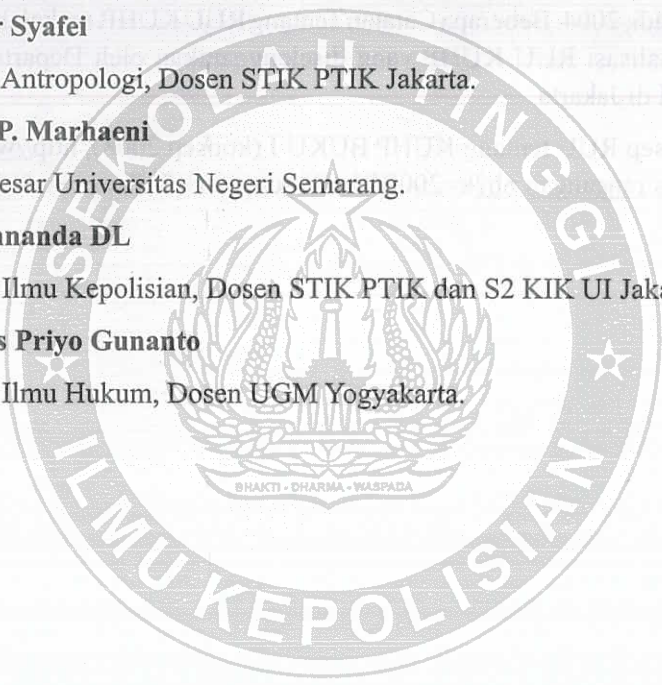 r Syafei
Antropologi, Dosen STIK PTIK Jakarta.
P. Marhaeni
esar Universitas Negeri Semarang.
ananda DL
Ilmu Kepolisian, Dosen STIK PTIK dan S2 KIK UI Jaka
s Priyo Gunanto
Ilmu Hukum, Dosen UGM Yogyakarta.
SEKOLAH TINGGI
ILMU KEPOLISIAN
BHAKTI - DHARMA - WASPADA